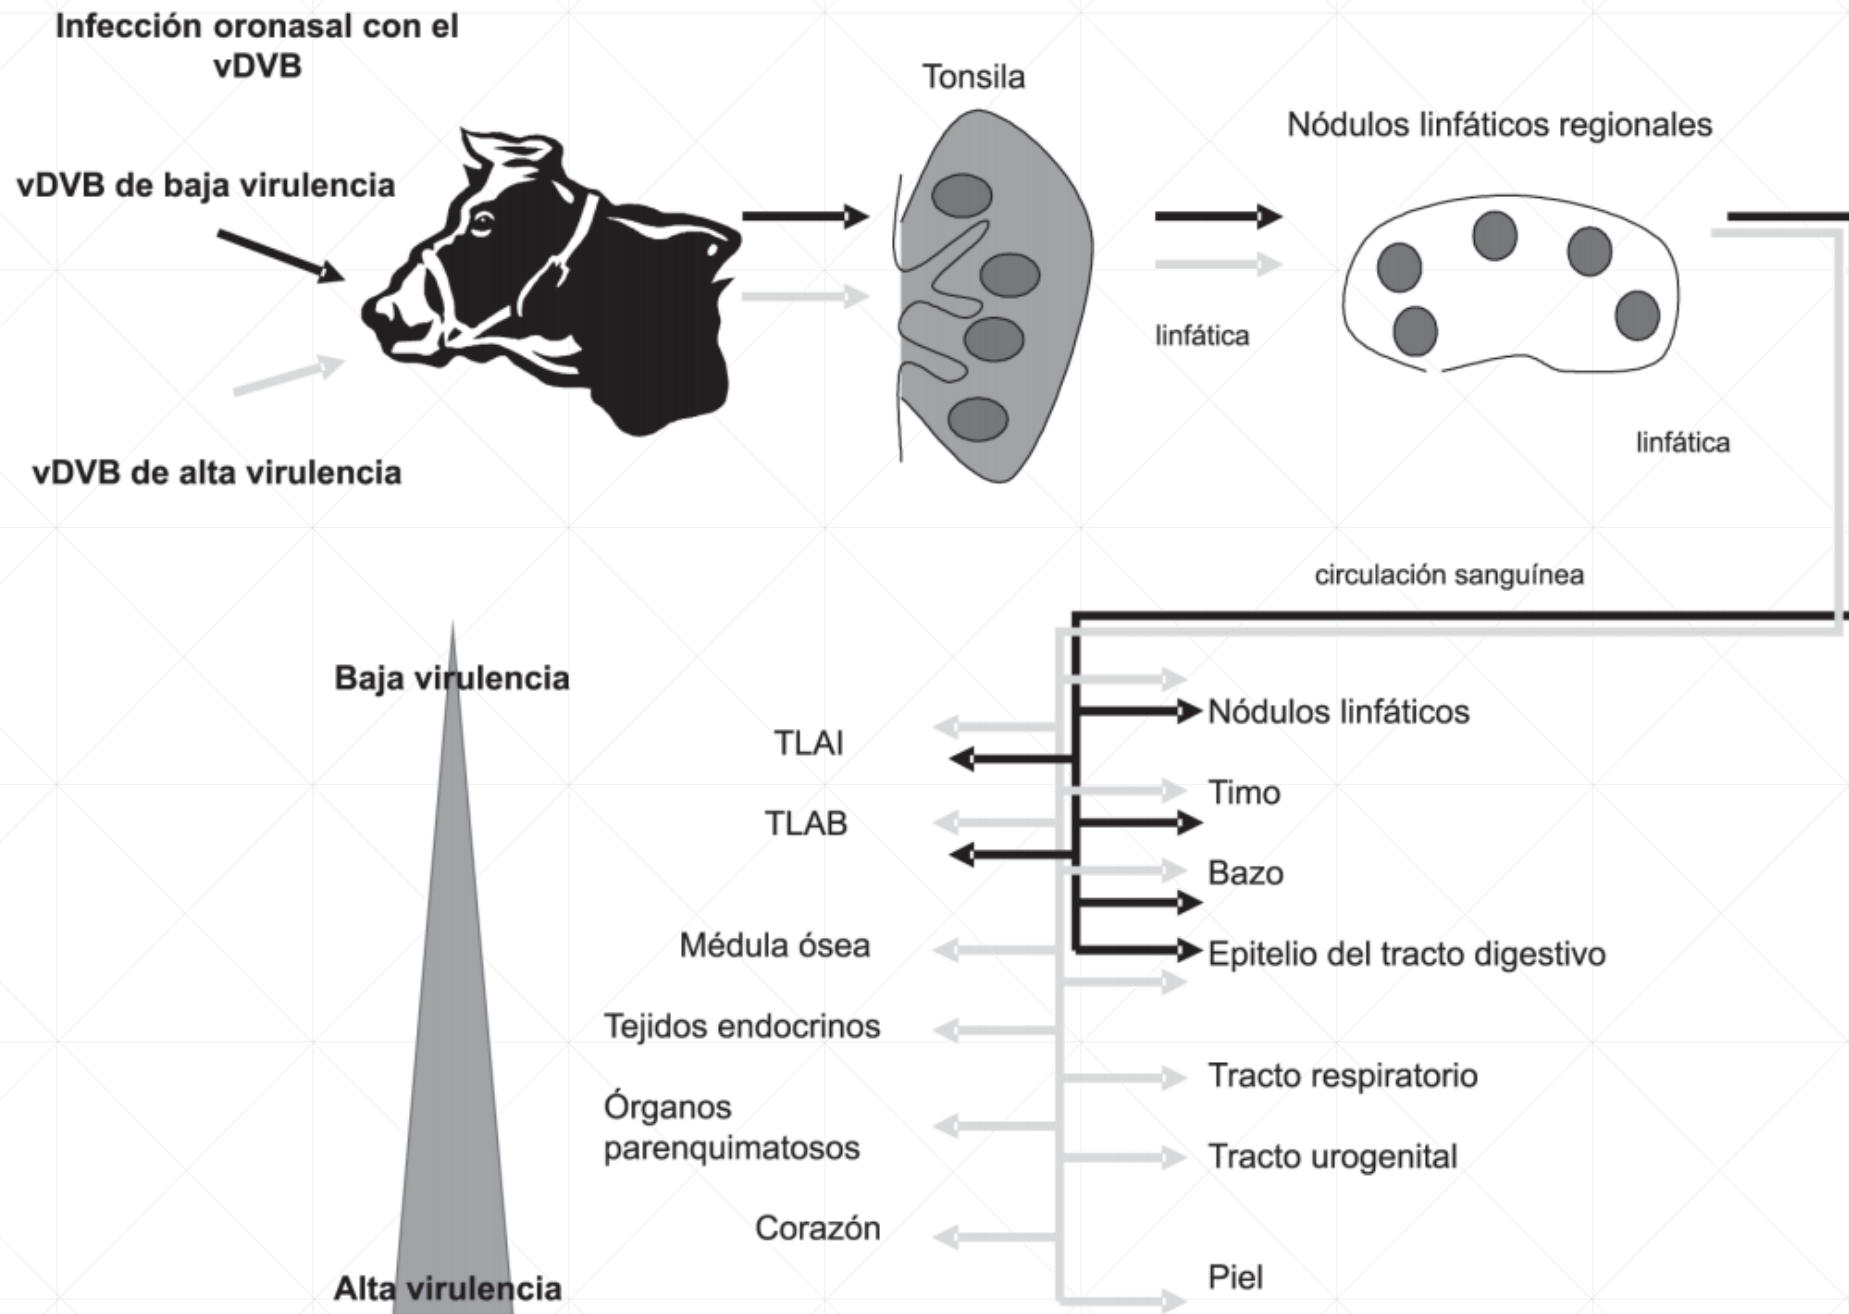 Infección oronasal con el
vDVB
Tonsila
Nódulos linfáticos regionales
vDVB de baja virulencia
linfática
linfática
vDVB de alta virulencia
circulación sanguínea
Baja virulencia
Nódulos linfáticos
TLAI
Timo
TLAB
Bazo
Médula ósea
Epitelio del tracto digestivo
Tejidos endocrinos
Tracto respiratorio
Órganos
parenquimatosos
Tracto urogenital
Corazón
Piel
Alta virulencia